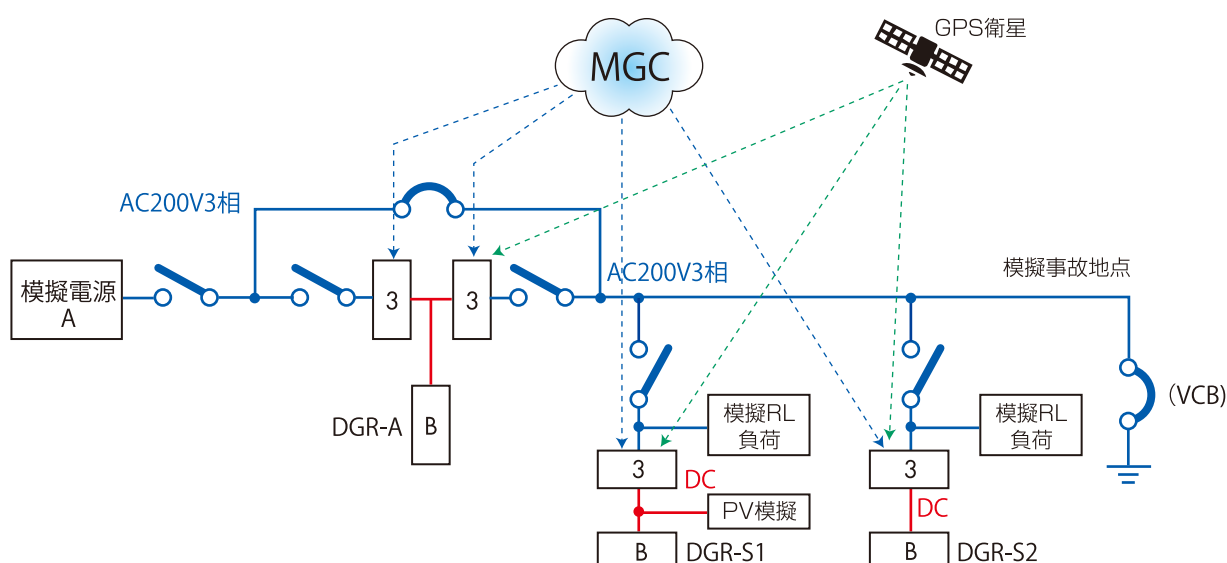 GPS衛星
MGC
AC200V3相
AC200V3相
模擬事故地点
模擬電源
A
3
3
(VCB)
DGR-A
B
模擬RL
負荷
模擬RL
負荷
3
DC
3
DC
PV模擬
B
DGR-S1
B
DGR-S2